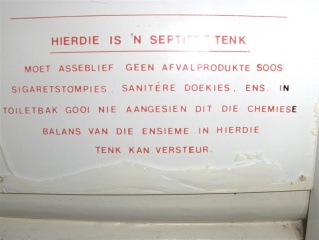 HIERDIE IS 'N SEPTIESE TENK
MOET ASSEBLIEF GEEN AFVALPRODUKTE SOOS
SIGARETSTOMPIES, SANITÊRE DOEKIES, ENS. IN
TOILETBAK GOOI NIE AANGESIEN DIT DIE CHEMIESE
BALANS VAN DIE ENSIEME IN HIERDIE
TENK KAN VERSTEUR.